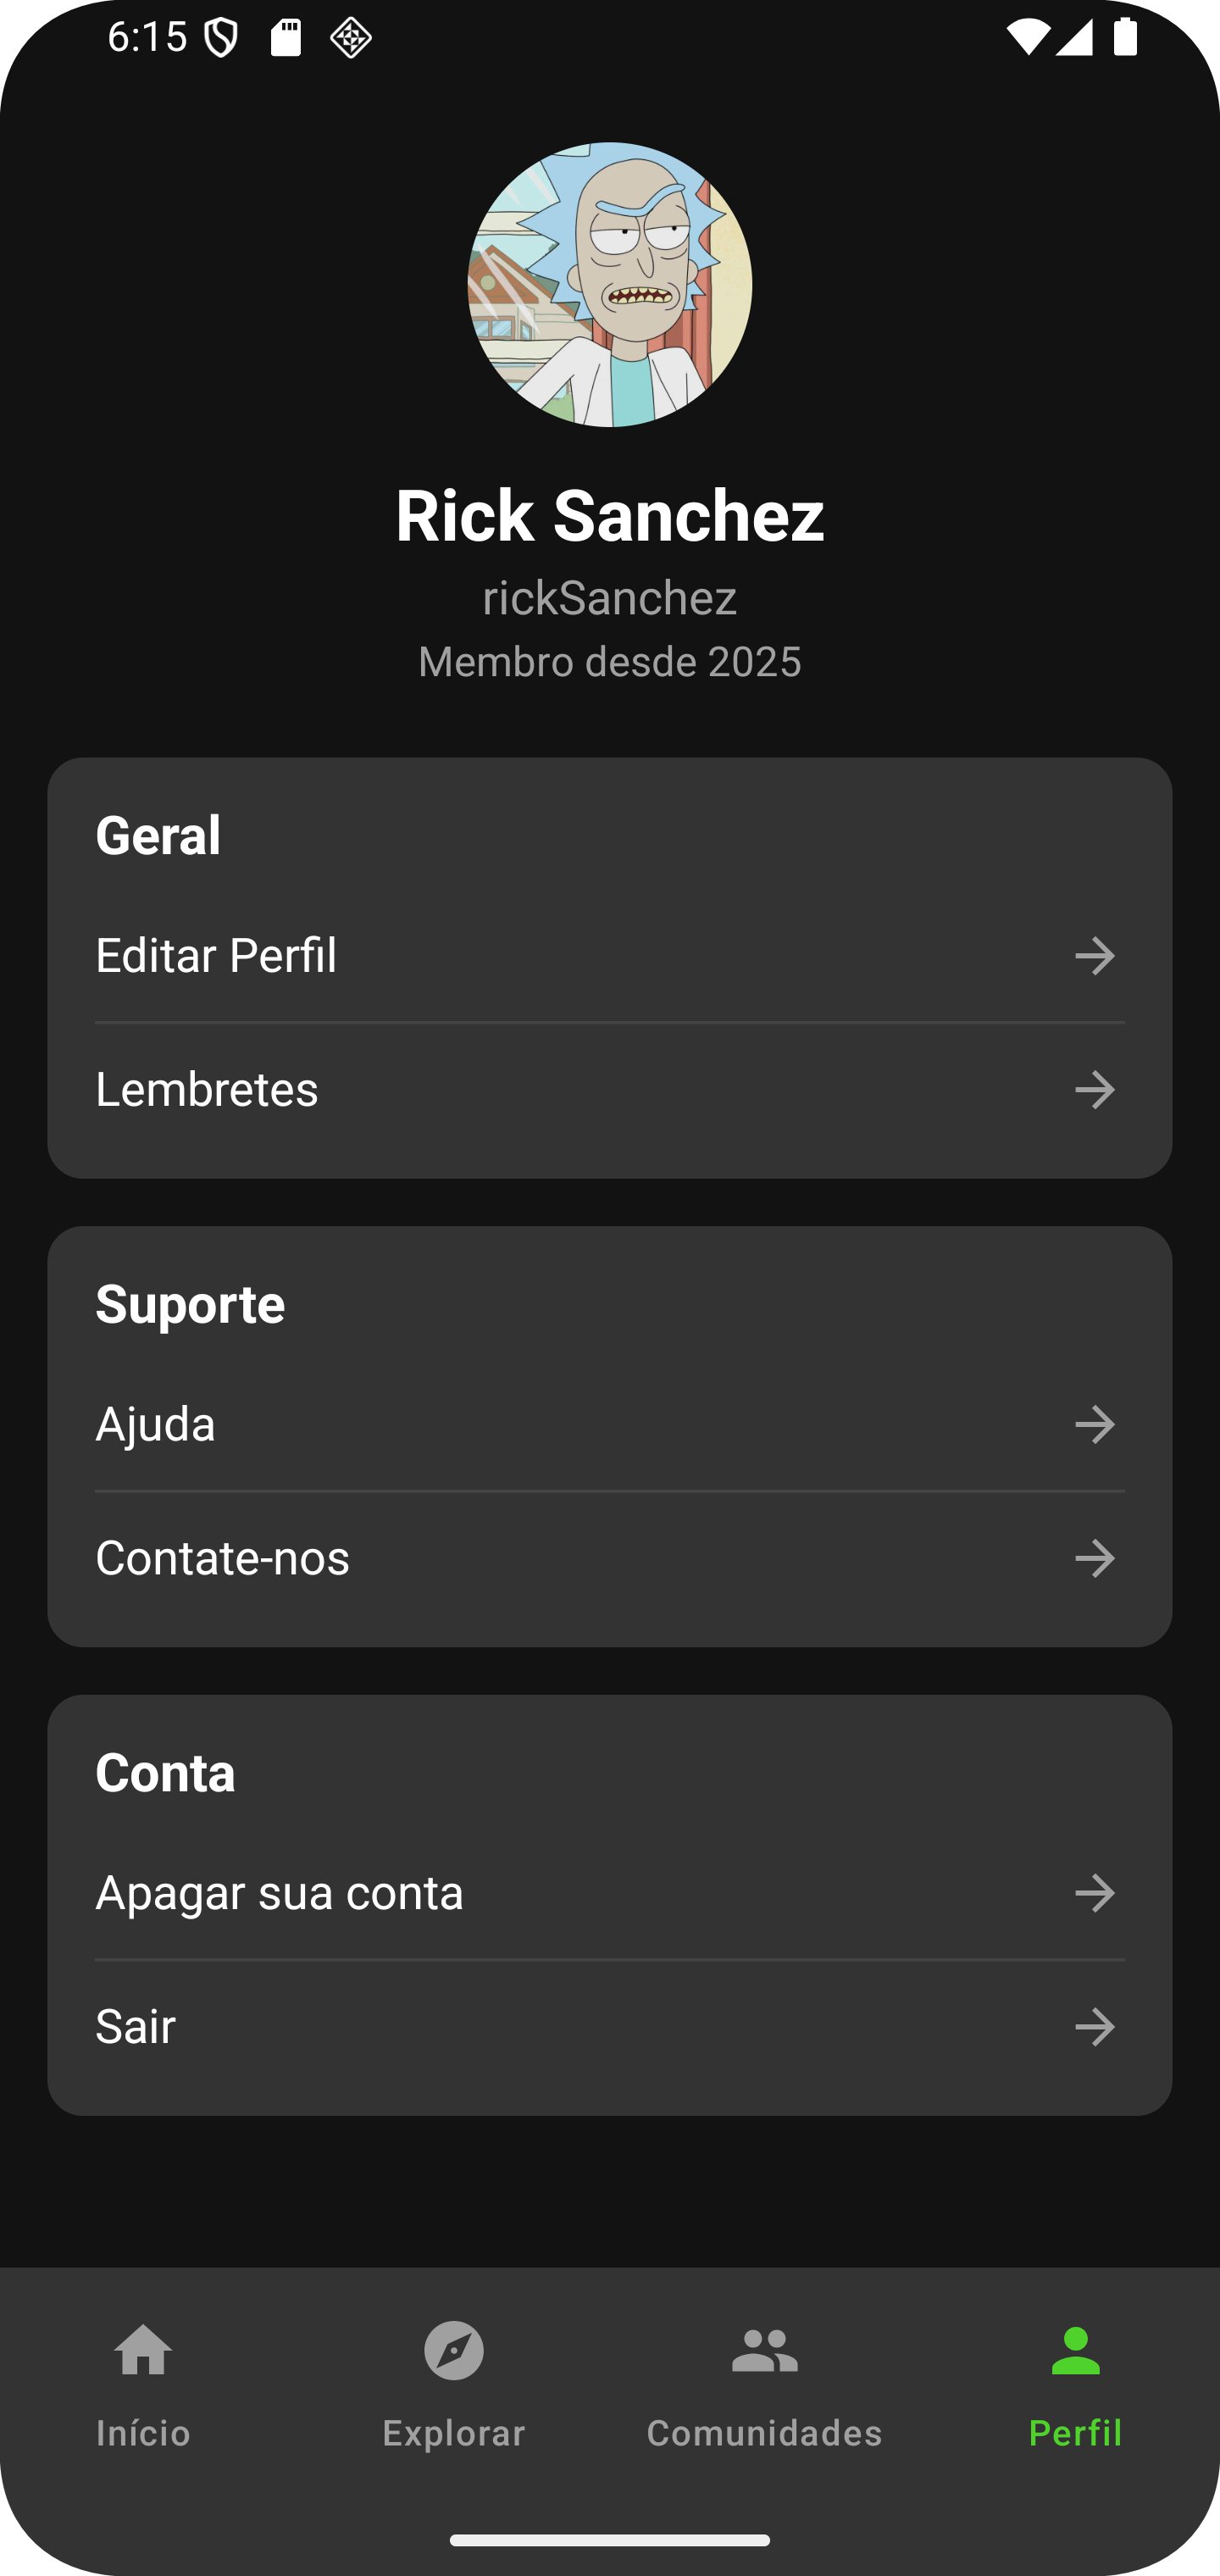 6:15
Rick Sanchez
rickSanchez
Membro desde 2025
Geral
Editar Perfil
Lembretes
Suporte
Ajuda
Contate-nos
Conta
Apagar sua conta
Sair
Início
Explorar
Comunidades
Perfil